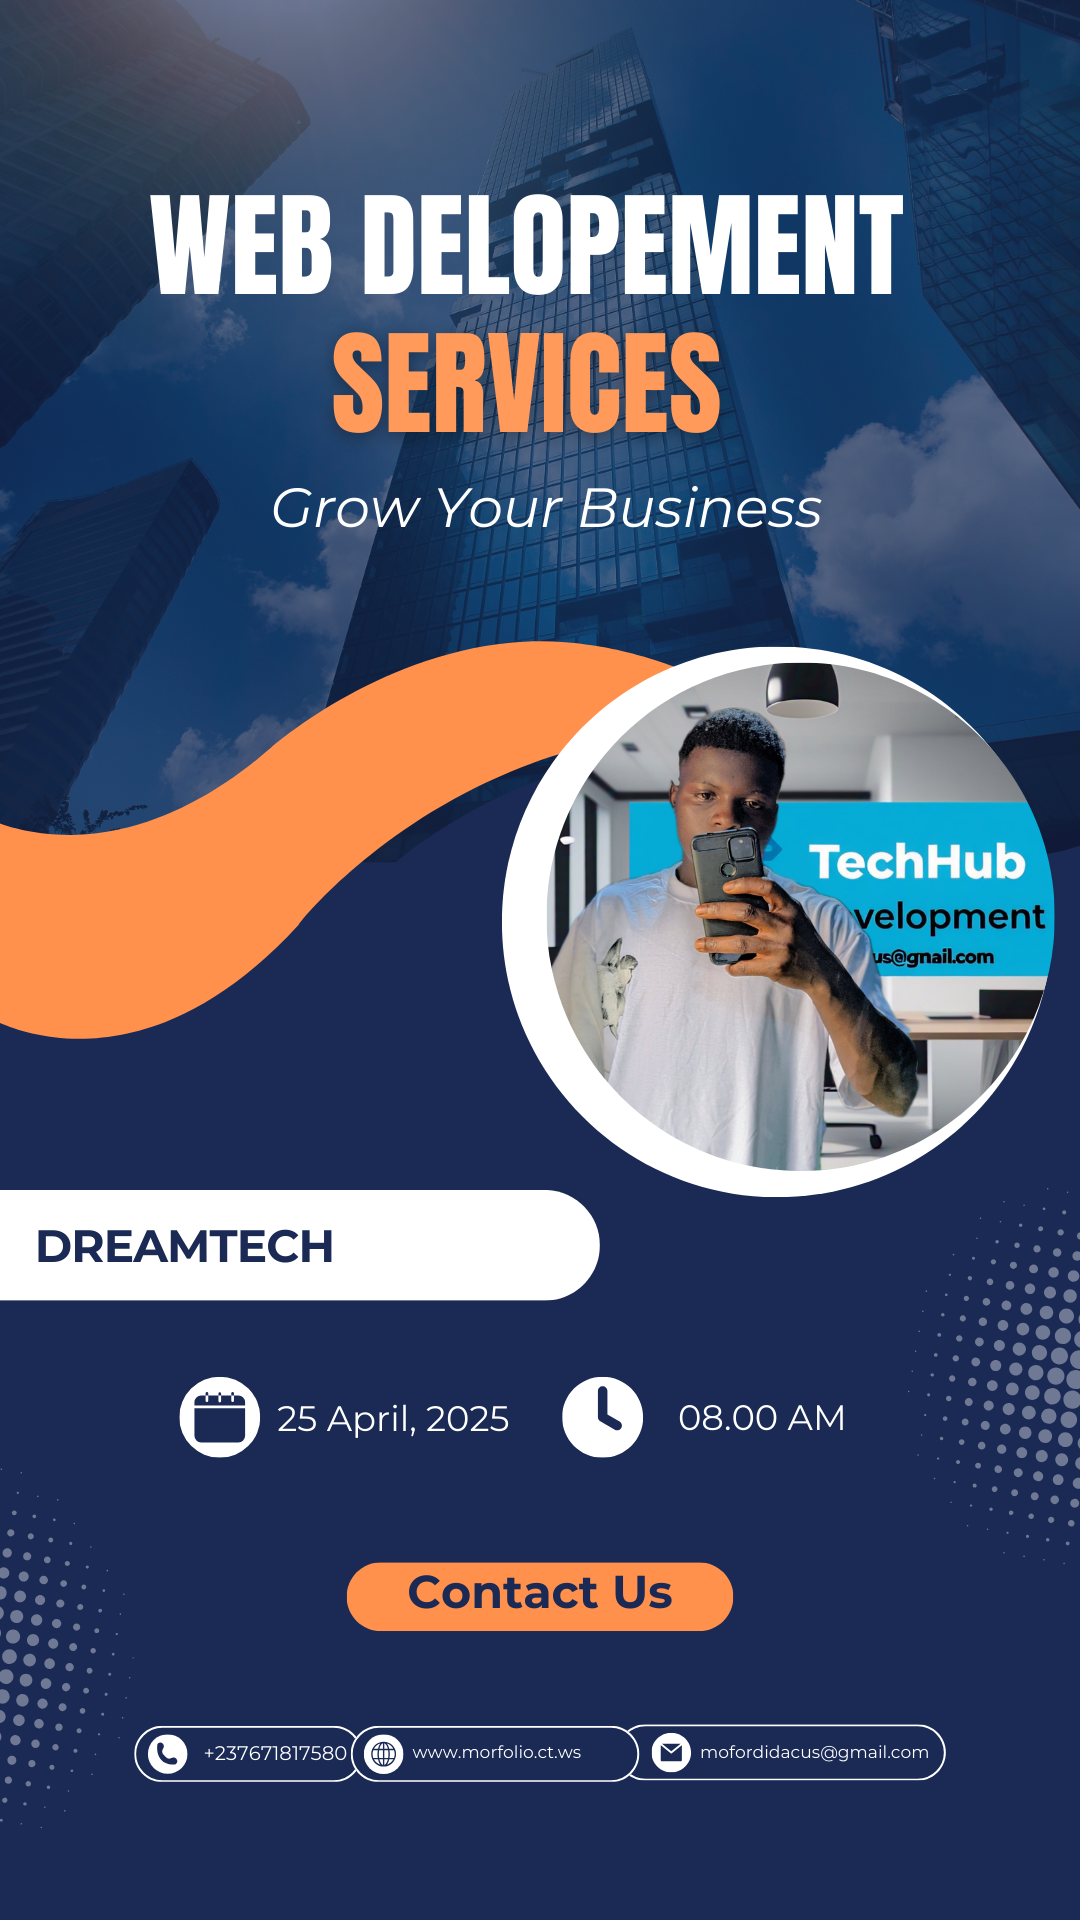 WEB DELOPEMENT
SERVICES
Grow Your Business
TechHub
velopment
us@gnail.com
DREAMTECH
25 April, 2025
08.00 AM
Contact Us
+237671817580
www.morfolio.ct.ws
mofordidacus@gmail.com